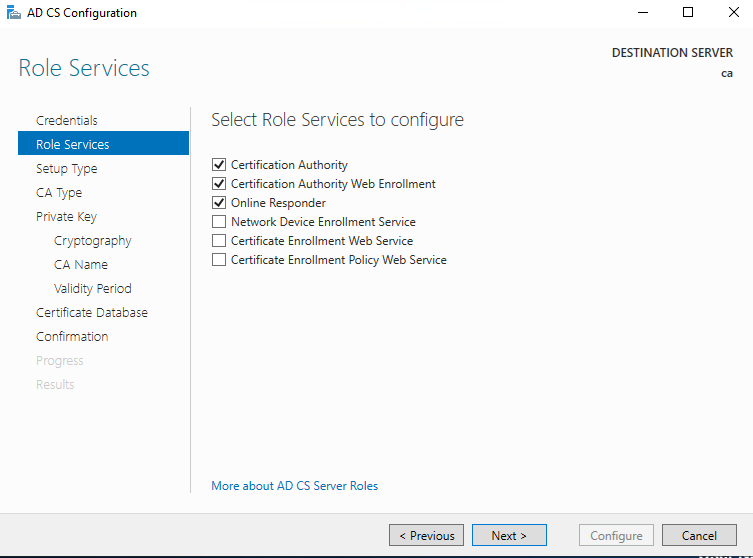 AD CS Configuration
Role Services
DESTINATION SERVER
ca
Credentials
Role Services
Setup Type
CA Type
Private Key
Cryptography
CA Name
Validity Period
Certificate Database
Confirmation
Progress
Results
Select Role Services to configure
Certification Authority
Certification Authority Web Enrollment
Online Responder
Network Device Enrollment Service
Certificate Enrollment Web Service
Certificate Enrollment Policy Web Service
More about AD CS Server Roles
< Previous
Next >
Configure
Cancel